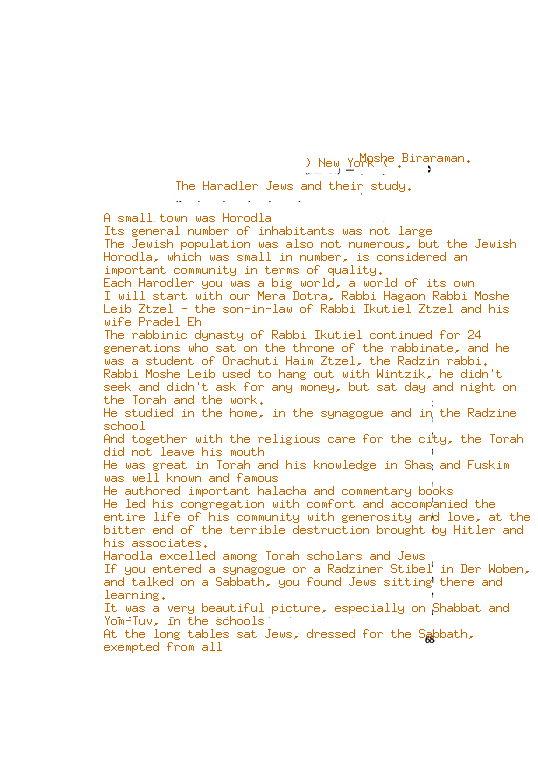 Moshe Biraraman.
) New York ( .
The Haradler Jews and their study.
A small town was Horodla
Its general number of inhabitants was not large
The Jewish population was also not numerous, but the Jewish
Horodla, which was small in number, is considered an
important community in terms of quality.
Each Harodler you was a big world, a world of its own
I will start with our Mera Dotra, Rabbi Hagaon Rabbi Moshe
Leib Ztzel - the son-in-law of Rabbi Ikutiel Ztzel and his
wife Pradel Eh
The rabbinic dynasty of Rabbi Ikutiel continued for 24
generations who sat on the throne of the rabbinate, and he
was a student of Orachuti Haim Ztzel, the Radzin rabbi.
Rabbi Moshe Leib used to hang out with Wintzik, he didn't
seek and didn't ask for any money, but sat day and night on
the Torah and the work.
He studied in the home, in the synagogue and in the Radzine
school
And together with the religious care for the city, the Torah
did not leave his mouth
He was great in Torah and his knowledge in Shas and Fuskim
was well known and famous
He authored important halacha and commentary books
He led his congregation with comfort and accompanied the
entire life of his community with generosity and love, at the
bitter end of the terrible destruction brought by Hitler and
his associates.
Harodla excelled among Torah scholars and Jews
If you entered a synagogue or a Radziner Stibel in Der Woben,
and talked on a Sabbath, you found Jews sitting there and
learning.
It was a very beautiful picture, especially on Shabbat and
Yom-Tuv, in the schools
At the long tables sat Jews, dressed for the Sabbath,
exempted from all
68